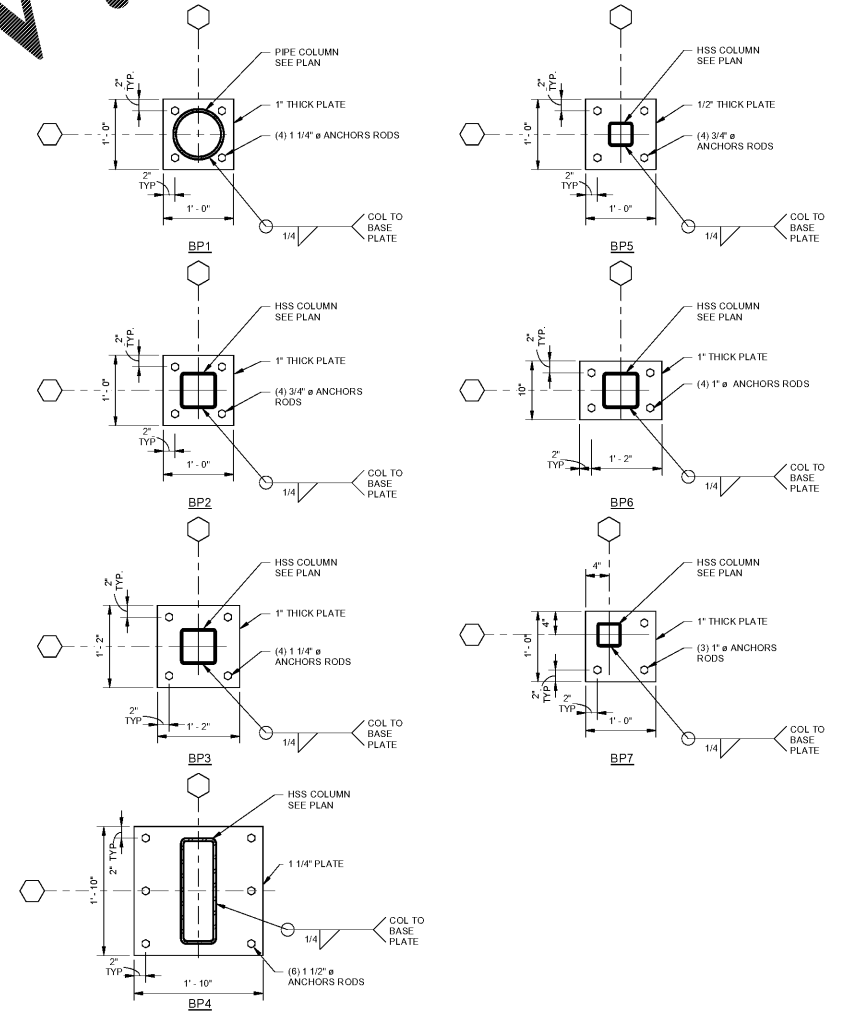 PIPE COLUMN
SEE PLAN
2"
TYP.
1" THICK PLATE
1' - 0"
(4) 1 1/4" ø ANCHORS RODS
2"
TYP
1' - 0"
1/4
COL TO
BASE
PLATE
BP1
HSS COLUMN
SEE PLAN
2"
TYP.
1/2" THICK PLATE
1' - 0"
(4) 3/4" ø
ANCHORS RODS
2"
TYP
1' - 0"
1/4
COL TO
BASE
PLATE
BP5
HSS COLUMN
SEE PLAN
2"
TYP.
1" THICK PLATE
1' - 0"
(4) 3/4" ø ANCHORS
RODS
2"
TYP
1' - 0"
1/4
COL TO
BASE
PLATE
BP2
HSS COLUMN
SEE PLAN
2"
TYP.
1" THICK PLATE
10"
(4) 1" ø ANCHORS RODS
2"
TYP
1' - 2"
1/4
COL TO
BASE
PLATE
BP6
HSS COLUMN
SEE PLAN
2"
TYP.
1" THICK PLATE
1' - 2"
(4) 1 1/4" ø
ANCHORS RODS
2"
TYP
1' - 2"
1/4
COL TO
BASE
PLATE
BP3
4"
HSS COLUMN
SEE PLAN
1" THICK PLATE
4"
1' - 0"
(3) 1" ø ANCHORS
RODS
2"
TYP
2"
TYP
1' - 0"
1/4
COL TO
BASE
PLATE
BP7
HSS COLUMN
SEE PLAN
2"
TYP
1 1/4" PLATE
1' - 10"
1/4
COL TO
BASE
PLATE
2"
TYP
(6) 1 1/2" ø
ANCHORS RODS
1' - 10"
BP4